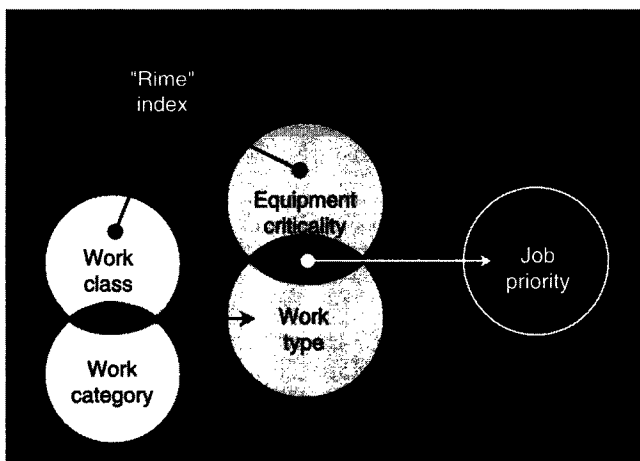 "Rime"
index
Equipment
criticality
Work
class
Job
priority
Work
type
Work
category